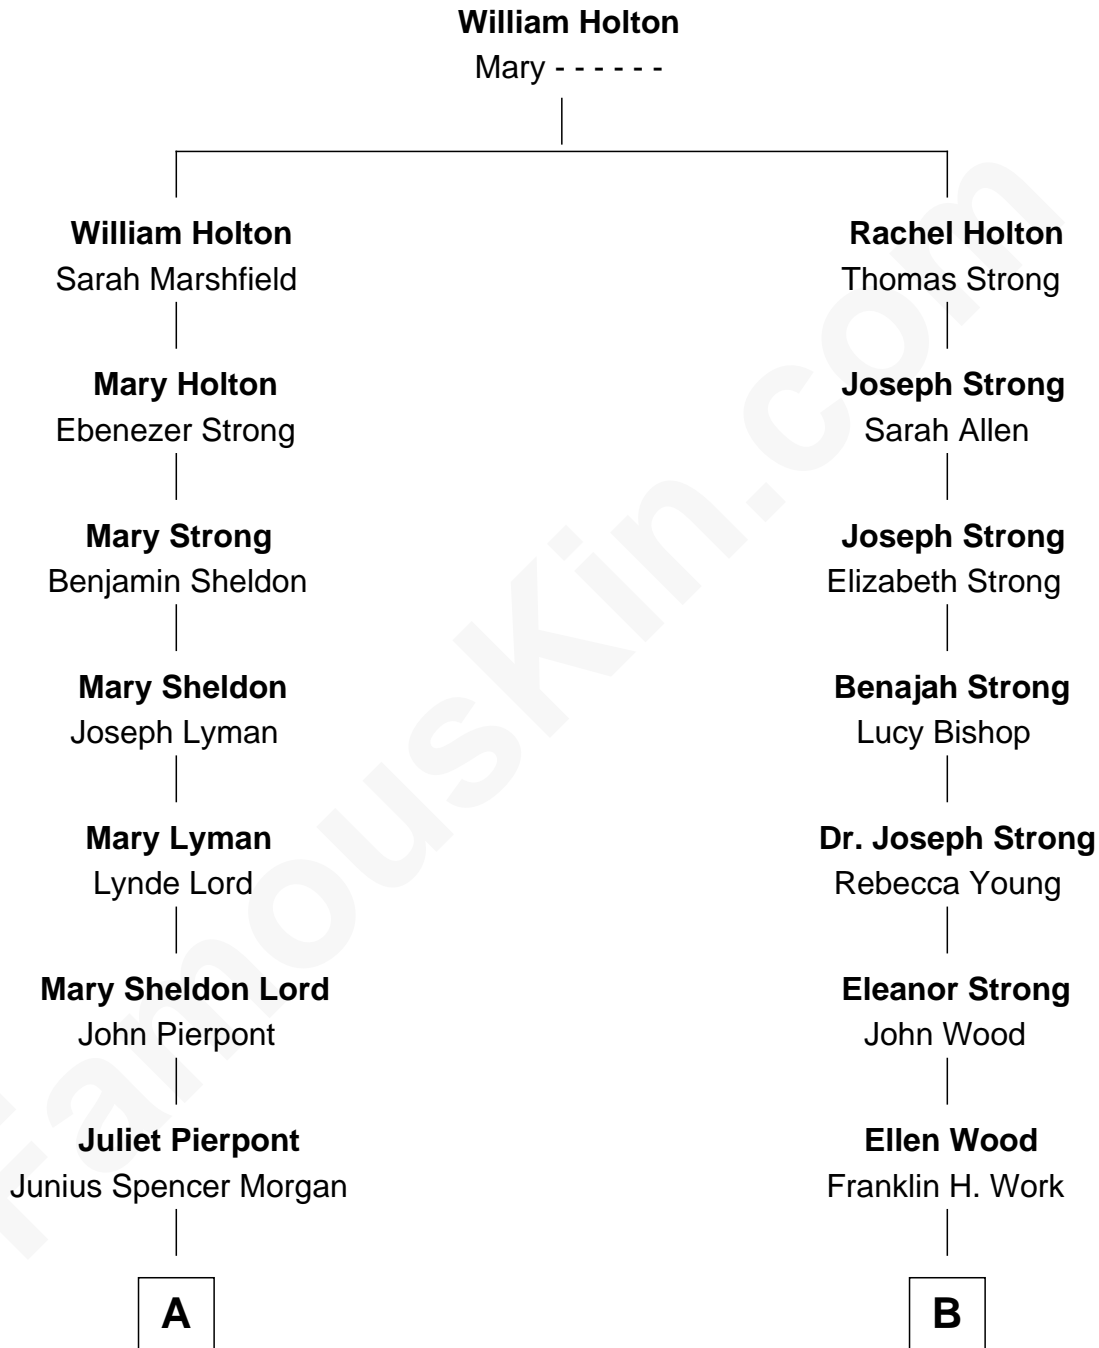 William Holton
Mary - - - - - -
William Holton
Sarah Marshfield
Rachel Holton
Thomas Strong
Mary Holton
Ebenezer Strong
Joseph Strong
Sarah Allen
Mary Strong
Benjamin Sheldon
Joseph Strong
Elizabeth Strong
Mary Sheldon
Joseph Lyman
Benajah Strong
Lucy Bishop
Mary Lyman
Lynde Lord
Dr. Joseph Strong
Rebecca Young
Mary Sheldon Lord
John Pierpont
Eleanor Strong
John Wood
Juliet Pierpont
Junius Spencer Morgan
Ellen Wood
Franklin H. Work
A
B
FamousKin.com